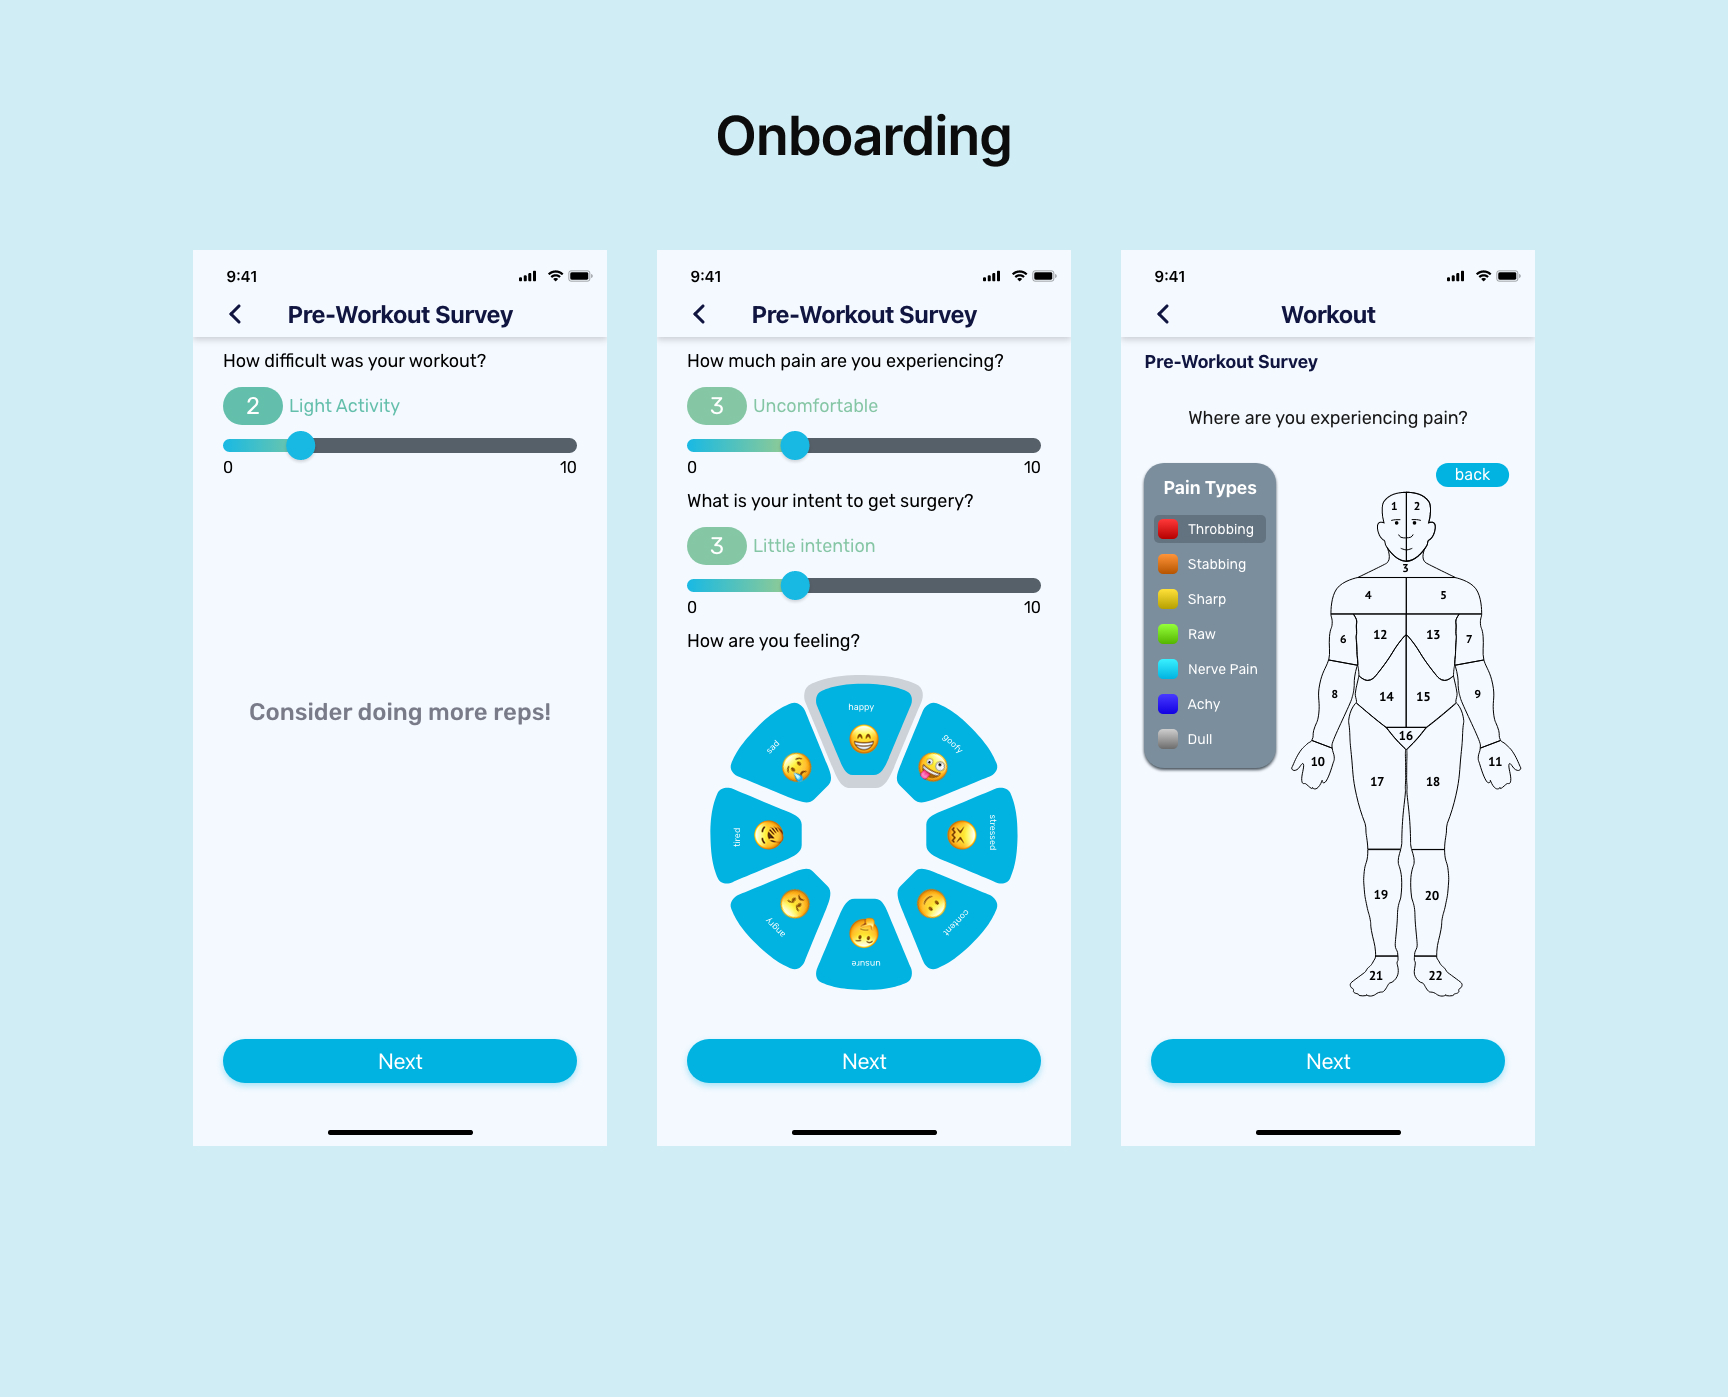 Onboarding
9:41
Pre-Workout Survey
How difficult was your workout?
2 Light Activity
0 10
Consider doing more reps!
Next
9:41
Pre-Workout Survey
How much pain are you experiencing?
3 Uncomfortable
0 10
What is your intent to get surgery?
3 Little intention
0 10
How are you feeling?
happy
goofy
stressed
content
unsure
angry
tired
sad
Next
9:41
Workout
Pre-Workout Survey
Where are you experiencing pain?
Pain Types
Throbbing
Stabbing
Sharp
Raw
Nerve Pain
Achy
Dull
back
1 2
3
4 5
6 12 13 7
8 14 15 9
16
10 11
17 18
19 20
21 22
Next